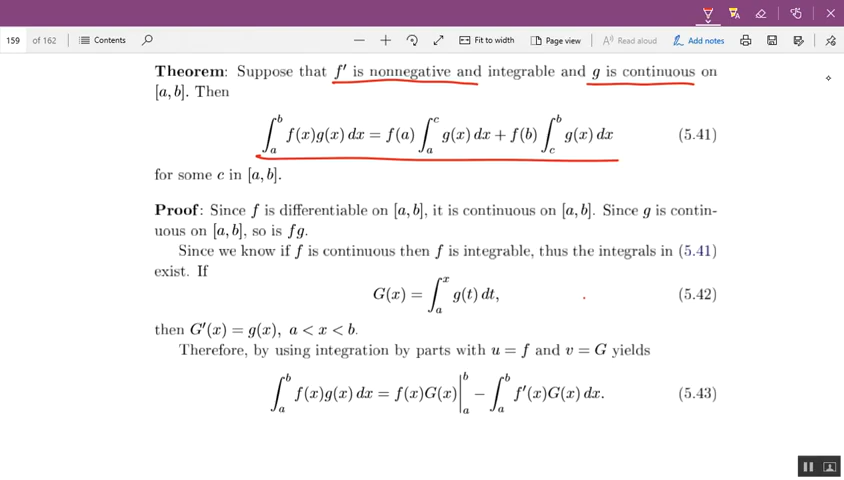 159 of 162 Contents Fit to width Page view Read aloud Add notes
Theorem: Suppose that f′ is nonnegative and integrable and g is continuous on
[a, b]. Then
∫_a^b f(x)g(x) dx = f(a) ∫_a^c g(x) dx + f(b) ∫_c^b g(x) dx (5.41)
for some c in [a, b].
Proof: Since f is differentiable on [a, b], it is continuous on [a, b]. Since g is contin-
uous on [a, b], so is fg.
Since we know if f is continuous then f is integrable, thus the integrals in (5.41)
exist. If
G(x) = ∫_a^x g(t) dt, (5.42)
then G′(x) = g(x), a < x < b.
Therefore, by using integration by parts with u = f and v = G yields
∫_a^b f(x)g(x) dx = f(x)G(x)|_a^b − ∫_a^b f′(x)G(x) dx. (5.43)